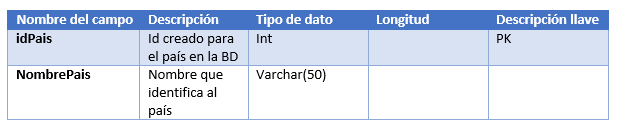 Nombre del campo Descripción Tipo de dato Longitud Descripción llave
idPais Id creado para Int PK
el país en la BD
NombrePais Nombre que Varchar(50)
identifica al
país